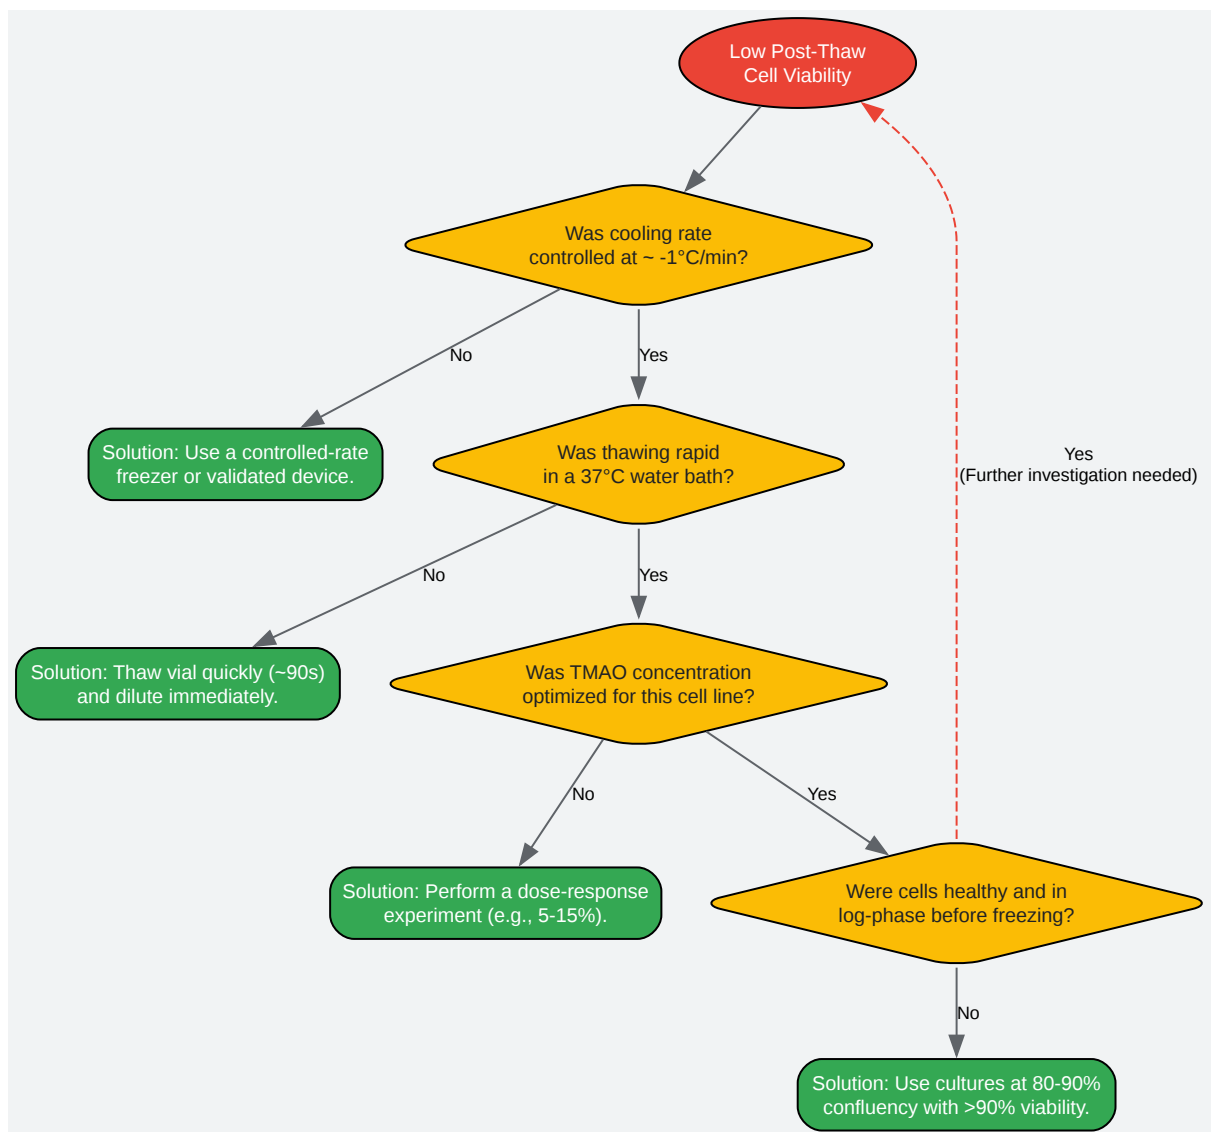 Low Post-Thaw
Cell Viability
Was cooling rate
controlled at ~ -1°C/min?
No
Yes
Solution: Use a controlled-rate
freezer or validated device.
Was thawing rapid
in a 37°C water bath?
Yes
(Further investigation needed)
No
Yes
Solution: Thaw vial quickly (~90s)
and dilute immediately.
Was TMAO concentration
optimized for this cell line?
No
Yes
Solution: Perform a dose-response
experiment (e.g., 5-15%).
Were cells healthy and in
log-phase before freezing?
No
Solution: Use cultures at 80-90%
confluency with >90% viability.